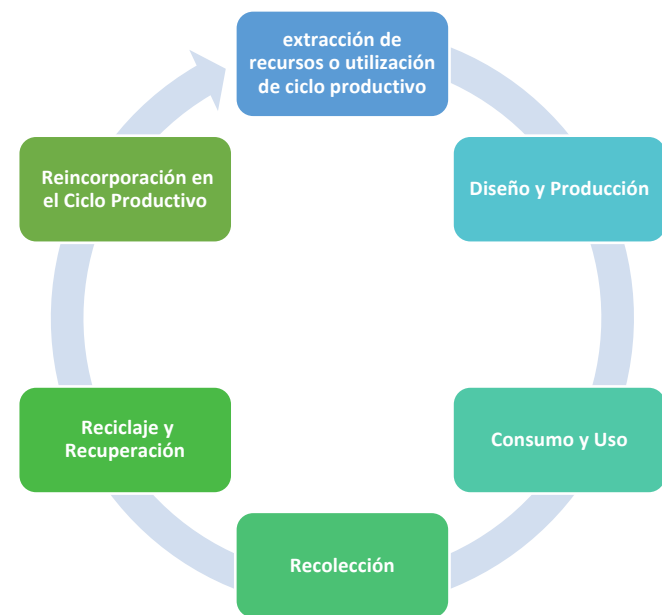 extracción de
recursos o utilización
de ciclo productivo
Diseño y Producción
Consumo y Uso
Recolección
Reciclaje y
Recuperación
Reincorporación en
el Ciclo Productivo